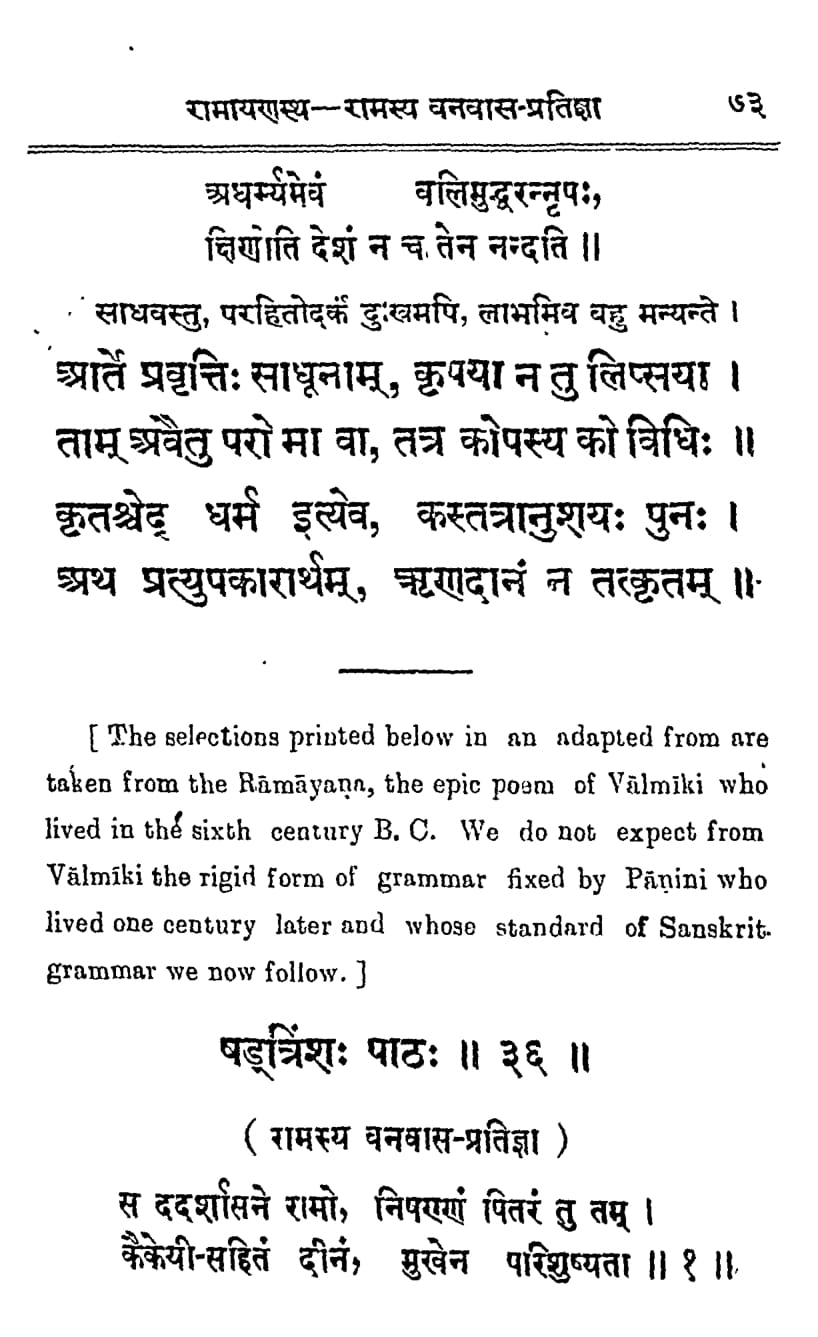 रामायणस्थ—रामस्य वनवास-प्रतिज्ञा ७३
अधर्म्यमेवं वलिमुद्धरन्नृपः,
क्षिणोति देशं न च तेन नन्दति ॥
साधवस्तु, परहितोदर्कं दुःखमपि, लाभमिव बहु मन्यन्ते ।
आर्ते प्रवृत्तिः साधूनाम्, कृपया न तु लिप्सया ।
ताम् अवैतु परो मा वा, तत्र कोपस्य को विधिः ॥
कृतश्चेद् धर्म इत्येव, कस्तत्रानुशयः पुनः ।
अथ प्रत्युपकारार्थम्, ऋणदानं न तत्कृतम् ॥
[ The selections printed below in an adapted from are
taken from the Rāmāyaṇa, the epic poem of Vālmīki who
lived in the sixth century B. C. We do not expect from
Vālmīki the rigid form of grammar fixed by Pāṇini who
lived one century later and whose standard of Sanskrit-
grammar we now follow. ]
षड्त्रिंशः पाठः ॥ ३६ ॥
( रामस्य वनवास-प्रतिज्ञा )
स ददर्शासने रामो, निषण्णं पितरं तु तम् ।
कैकेयी-सहितं दीनं, मुखेन परिशुष्यता ॥ १ ॥